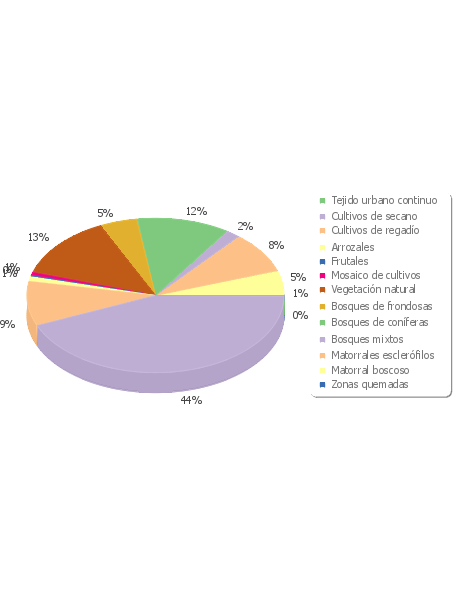 5%
12%
2%
13%
8%
1%
5%
1%
9%
0%
44%
Tejido urbano continuo
Cultivos de secano
Cultivos de regadío
Arrozales
Frutales
Mosaico de cultivos
Vegetación natural
Bosques de frondosas
Bosques de coníferas
Bosques mixtos
Matorrales esclerófilos
Matorral boscoso
Zonas quemadas